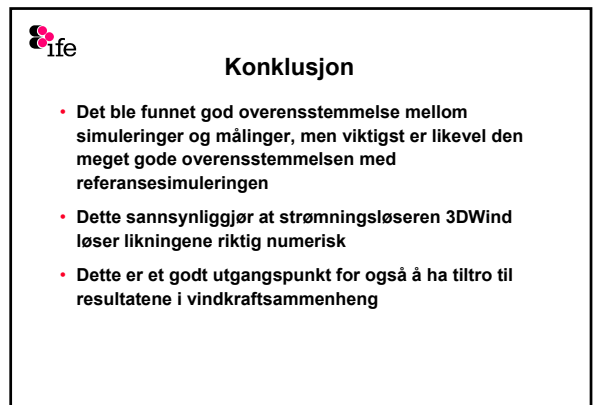 ife
Konklusjon
• Det ble funnet god overensstemmelse mellom
simuleringer og målinger, men viktigst er likevel den
meget gode overensstemmelsen med
referansesimuleringen
• Dette sannsynliggjør at strømningsløseren 3DWind
løser likningene riktig numerisk
• Dette er et godt utgangspunkt for også å ha tiltro til
resultatene i vindkraftsammenheng